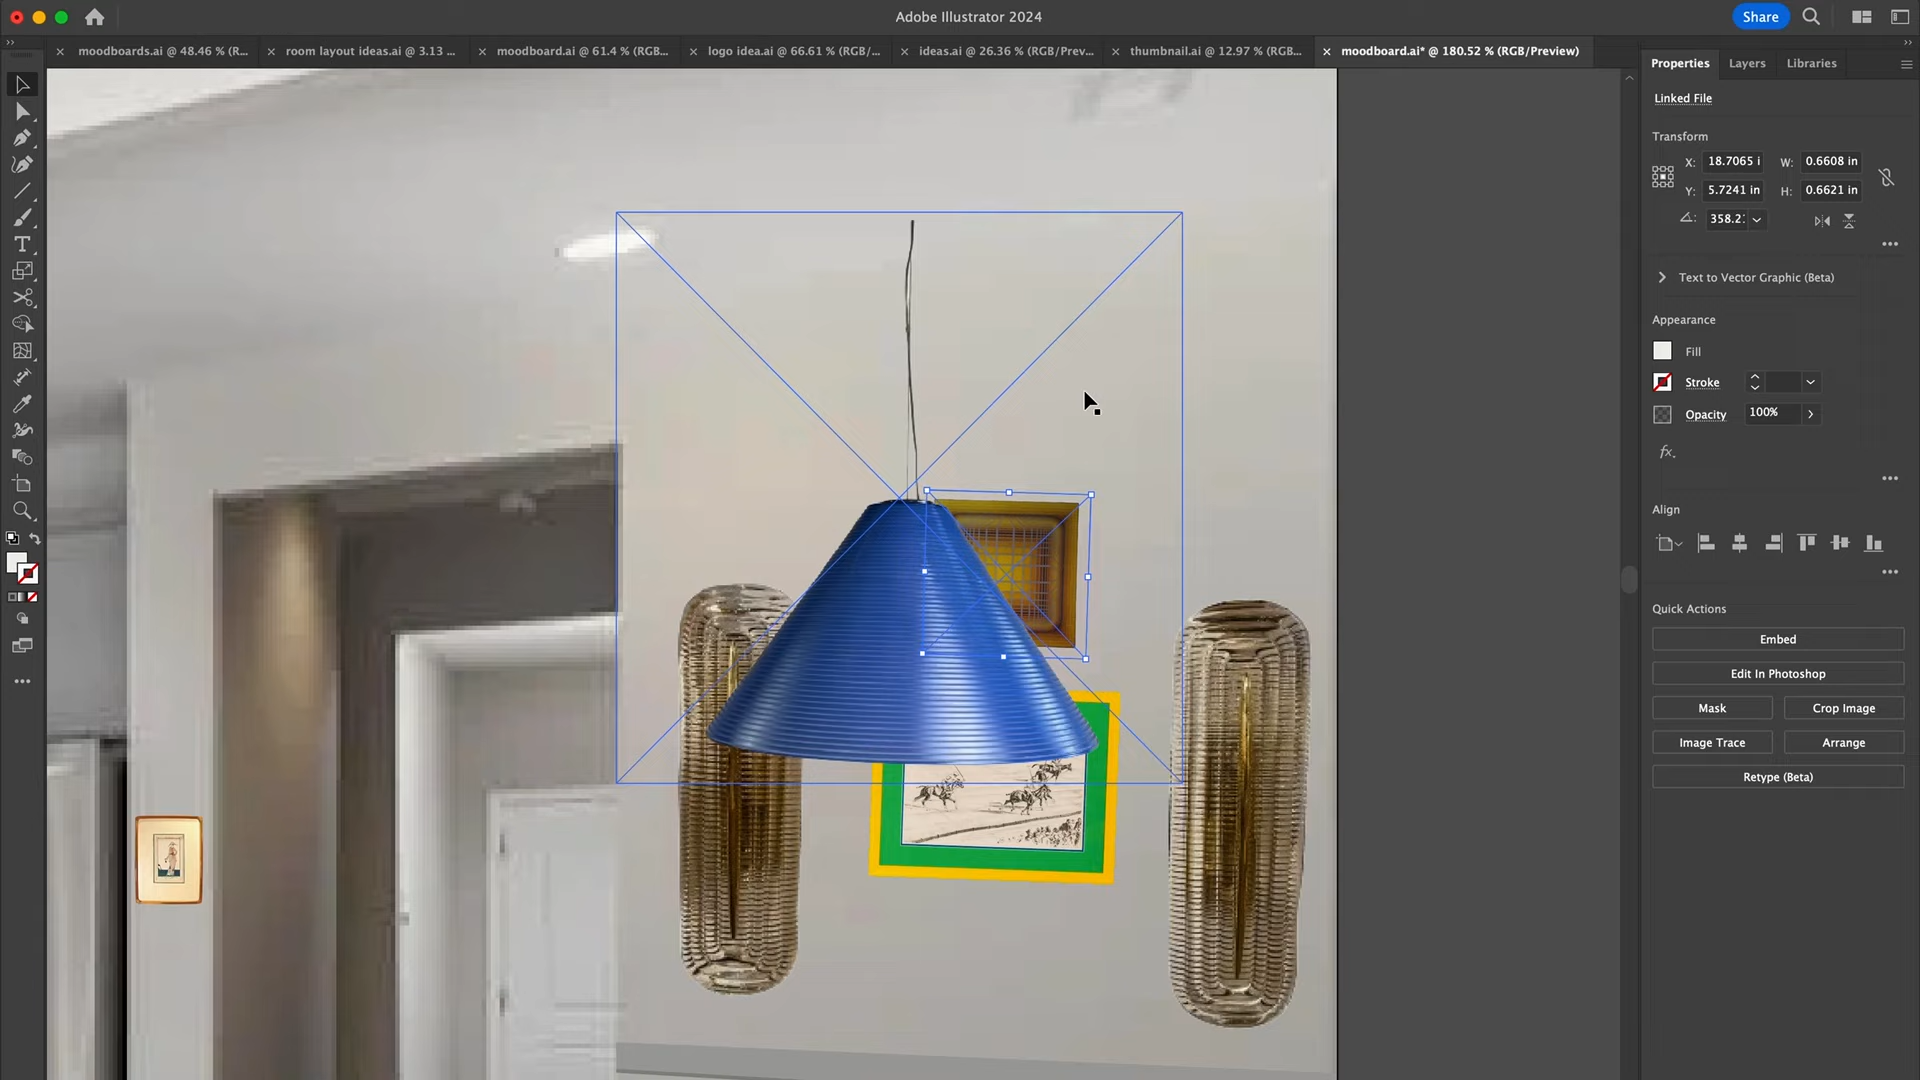 Adobe Illustrator 2024
Share
moodboards.ai @ 48.46 % (R...
room layout ideas.ai @ 3.13 ...
moodboard.ai @ 61.4 % (RGB...
logo idea.ai @ 66.61 % (RGB/...
ideas.ai @ 26.36 % (RGB/Prev...
thumbnail.ai @ 12.97 % (RGB...
moodboard.ai* @ 180.52 % (RGB/Preview)
Properties Layers Libraries
Linked File
Transform
X: 18.7065 i W: 0.6608 in
Y: 5.7241 in H: 0.6621 in
358.2
Text to Vector Graphic (Beta)
Appearance
Fill
Stroke
Opacity 100%
fx.
Align
Quick Actions
Embed
Edit In Photoshop
Mask Crop Image
Image Trace Arrange
Retype (Beta)